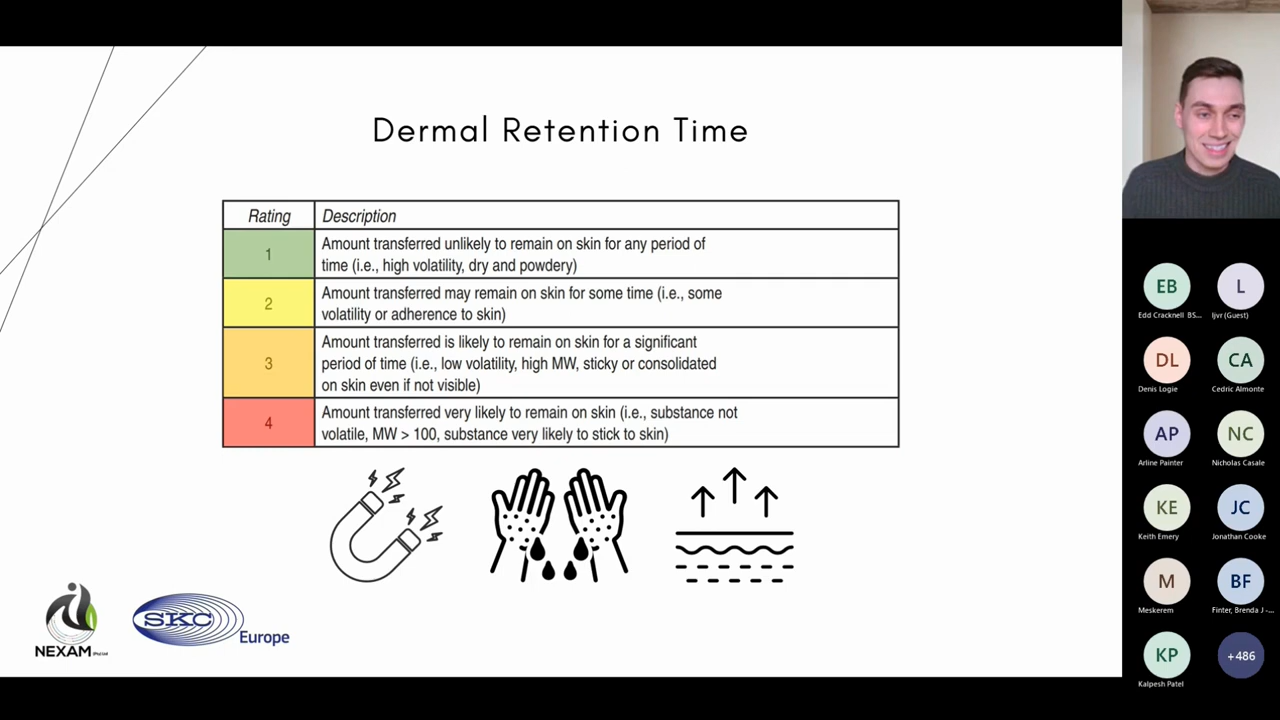 Dermal Retention Time
Rating
Description
1
Amount transferred unlikely to remain on skin for any period of
time (i.e., high volatility, dry and powdery)
2
Amount transferred may remain on skin for some time (i.e., some
volatility or adherence to skin)
3
Amount transferred is likely to remain on skin for a significant
period of time (i.e., low volatility, high MW, sticky or consolidated
on skin even if not visible)
4
Amount transferred very likely to remain on skin (i.e., substance not
volatile, MW > 100, substance very likely to stick to skin)
NEXAM (Pty) Ltd
SKC
Europe
EB
Edd Cracknell BS...
L
ljvr (Guest)
DL
Denis Logie
CA
Cedric Almonte
AP
Arline Painter
NC
Nicholas Casale
KE
Keith Emery
JC
Jonathan Cooke
M
Meskerem
BF
Finter, Brenda J -...
KP
Kalpesh Patel
+486